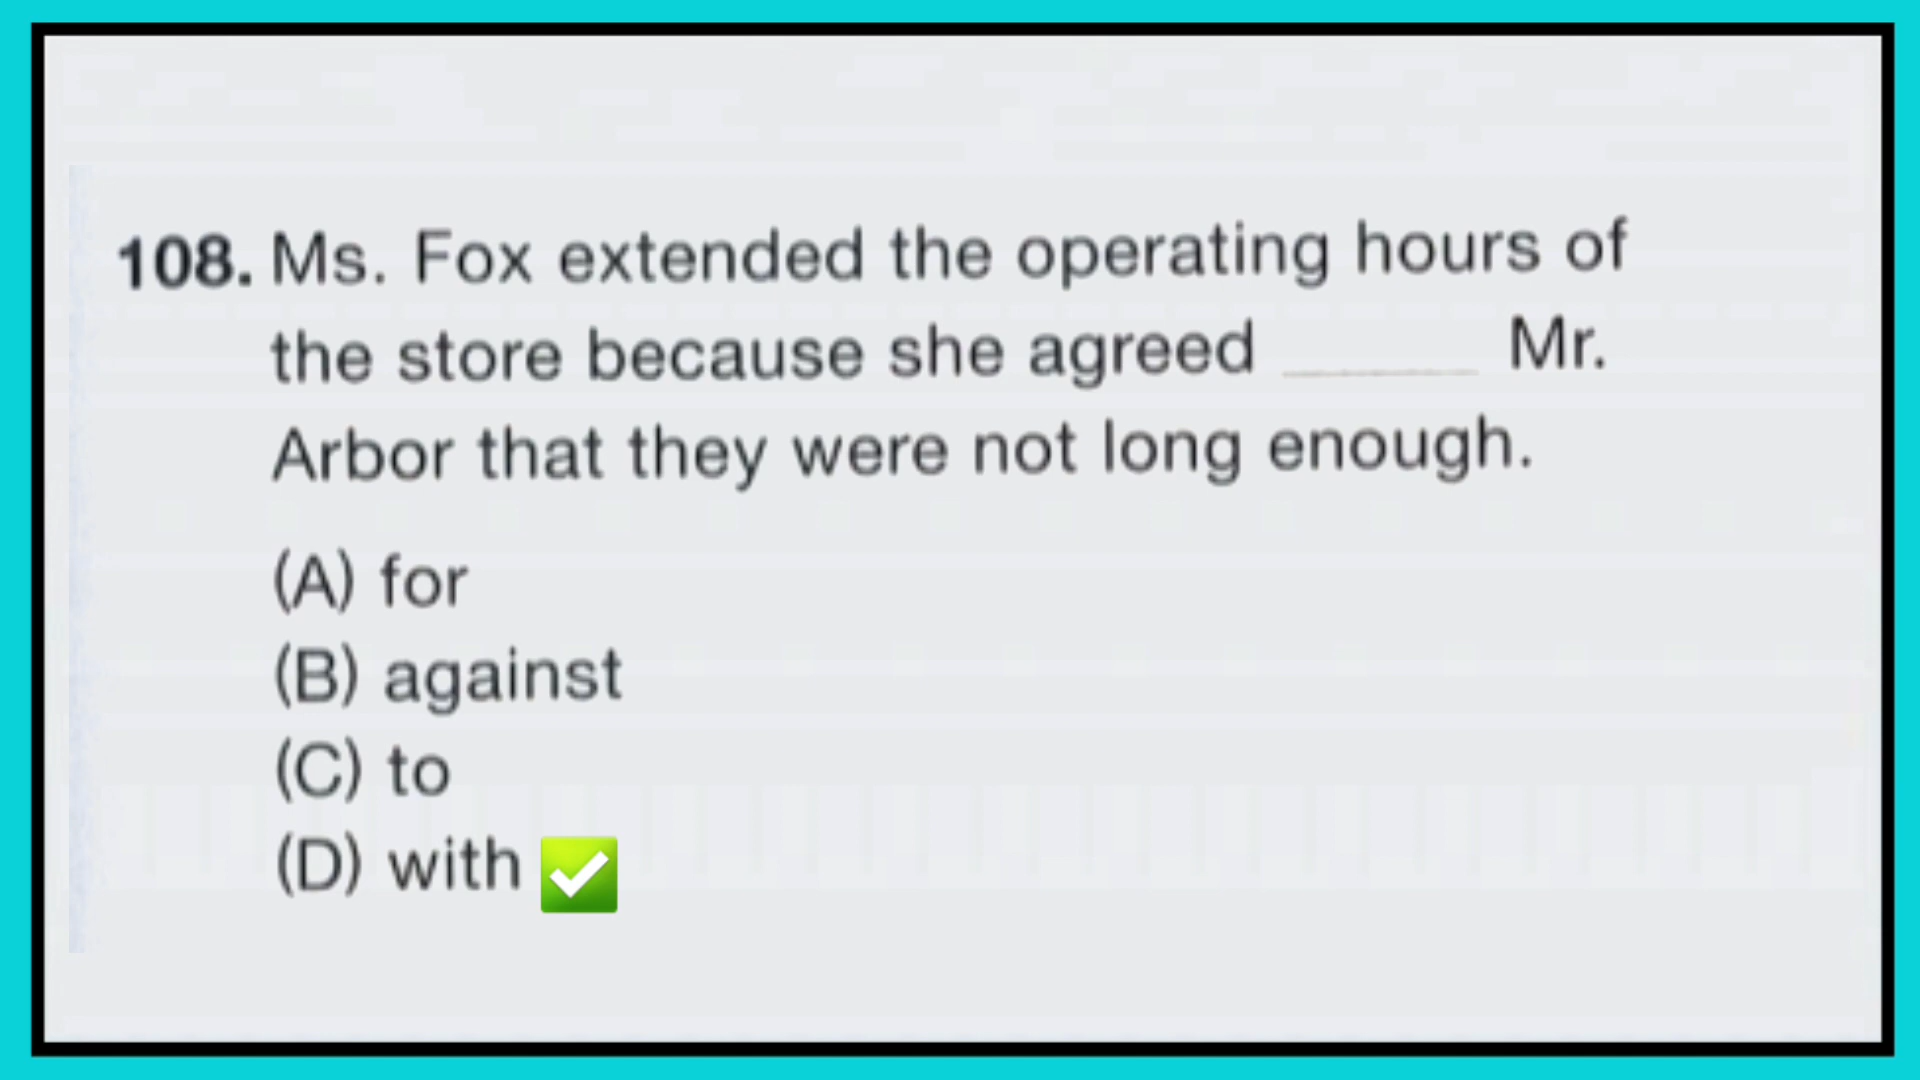 108. Ms. Fox extended the operating hours of
the store because she agreed ______ Mr.
Arbor that they were not long enough.
(A) for
(B) against
(C) to
(D) with ✅